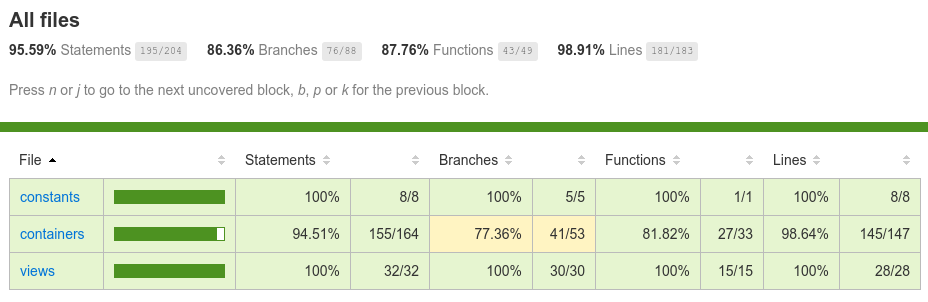 All files
95.59% Statements 195/204 86.36% Branches 76/88 87.76% Functions 43/49 98.91% Lines 181/183
Press n or j to go to the next uncovered block, b, p or k for the previous block.
File Statements Branches Functions Lines
constants 100% 8/8 100% 5/5 100% 1/1 100% 8/8
containers 94.51% 155/164 77.36% 41/53 81.82% 27/33 98.64% 145/147
views 100% 32/32 100% 30/30 100% 15/15 100% 28/28